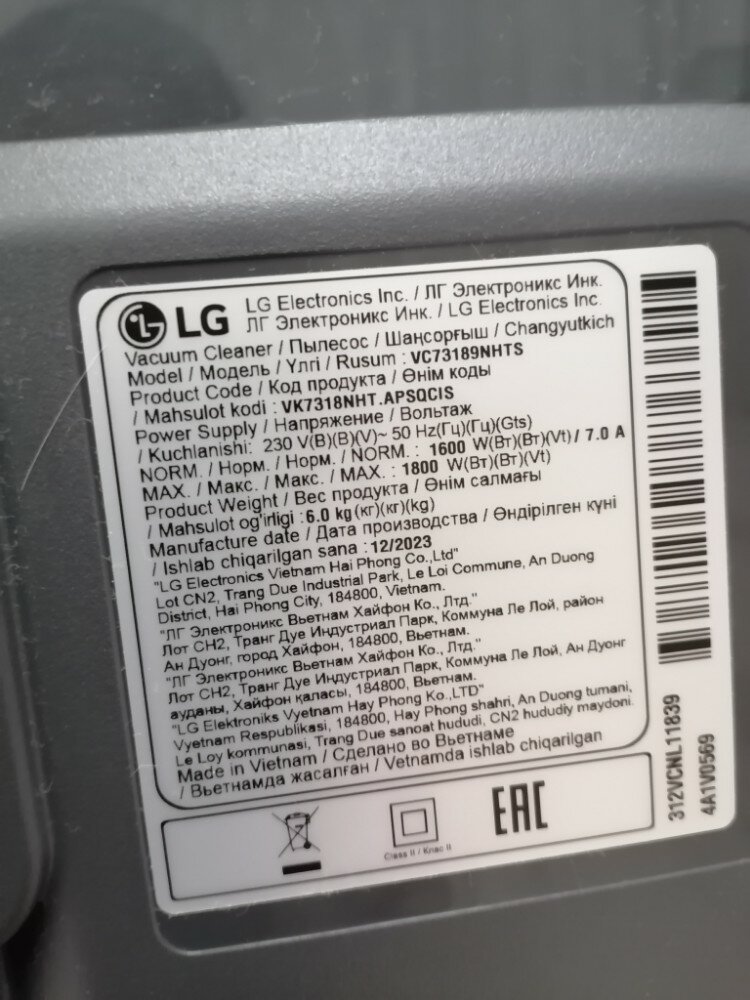 LG
LG Electronics Inc. / ЛГ Электроникс Инк.
ЛГ Электроникс Инк. / LG Electronics Inc.
Vacuum Cleaner / Пылесос / Шаңсорғыш / Changyutkich
Model / Модель / Үлгі / Rusum : VC73189NHTS
Product Code / Код продукта / Өнім коды
/ Mahsulot kodi : VK7318NHT.APSQCIS
Power Supply / Напряжение / Вольтаж
/ Kuchlanishi: 230 V(В)(В)(V)~ 50 Hz(Гц)(Гц)(Gts)
NORM. / Норм. / Норм. / NORM. : 1600 W(Вт)(Вт)(Vt) / 7.0 A
MAX. / Макс. / Макс. / MAX. : 1800 W(Вт)(Вт)(Vt)
Product Weight / Вес продукта / Өнім салмағы
/ Mahsulot og'irligi :6.0 kg(кг)(кг)(kg)
Manufacture date / Дата производства / Өндірілген күні
/ Ishlab chiqarilgan sana : 12/2023
"LG Electronics Vietnam Hai Phong Co.,Ltd"
Lot CN2, Trang Due Industrial Park, Le Loi Commune, An Duong
District, Hai Phong City, 184800, Vietnam.
"ЛГ Электроникс Вьетнам Хайфон Ко., Лтд."
Лот CH2, Транг Дуе Индустриал Парк, Коммуна Ле Лой, район
Ан Дуонг, город Хайфон, 184800, Вьетнам.
"ЛГ Электроникс Вьетнам Хайфон Ко., Лтд."
Лот CH2, Транг Дуе Индустриал Парк, Коммуна Ле Лой, Ан Дуонг
ауданы, Хайфон қаласы, 184800, Вьетнам.
"LG Elektroniks Vyetnam Hay Phong Ko.,LTD"
Vyetnam Respublikasi, 184800, Hay Phong shahri, An Duong tumani,
Le Loy kommunasi, Trang Due sanoat hududi, CN2 hududiy maydoni.
Made in Vietnam / Сделано во Вьетнаме
/ Вьетнамда жасалған / Vetnamda ishlab chiqarilgan
Class II / Клас II
EAC
312VCNL11839
4A1V0569